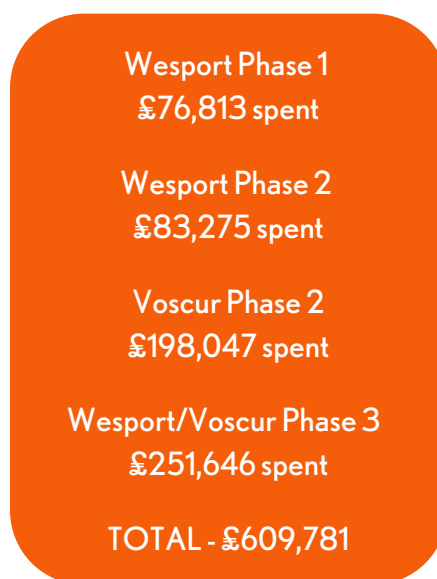 Wesport Phase 1
£76,813 spent
Wesport Phase 2
£83,275 spent
Voscur Phase 2
£198,047 spent
Wesport/Voscur Phase 3
£251,646 spent
TOTAL - £609,781